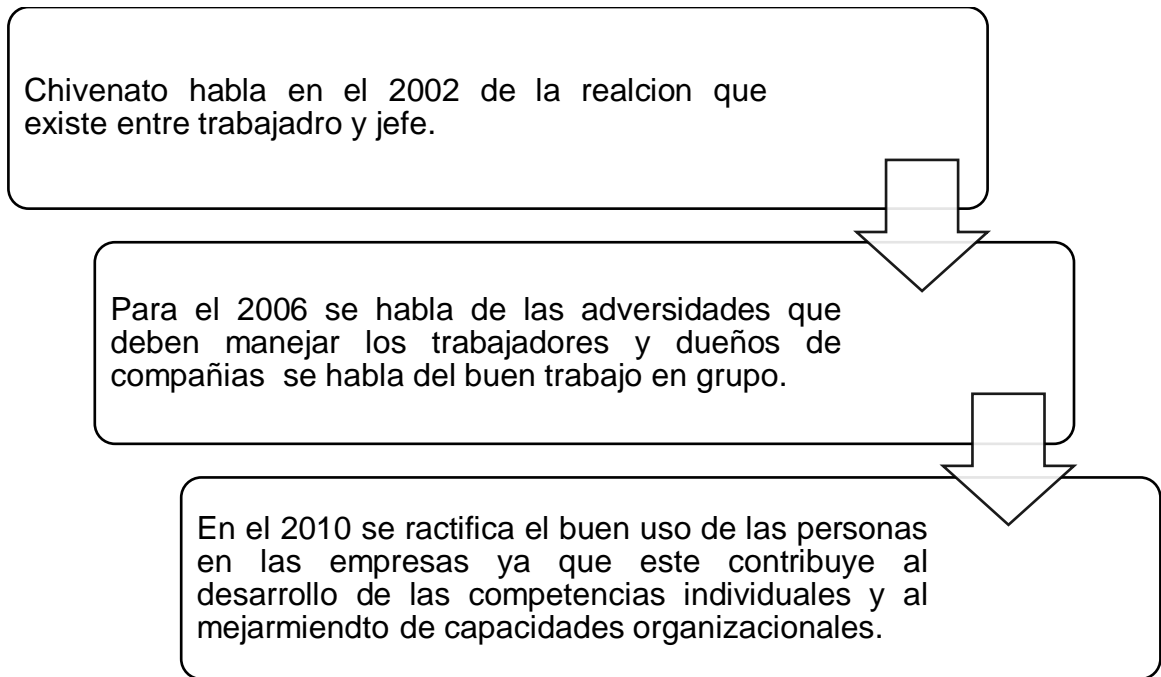 Chivenato habla en el 2002 de la realcion que
existe entre trabajadro y jefe.
Para el 2006 se habla de las adversidades que
deben manejar los trabajadores y dueños de
compañias se habla del buen trabajo en grupo.
En el 2010 se ractifica el buen uso de las personas
en las empresas ya que este contribuye al
desarrollo de las competencias individuales y al
mejarmiendto de capacidades organizacionales.